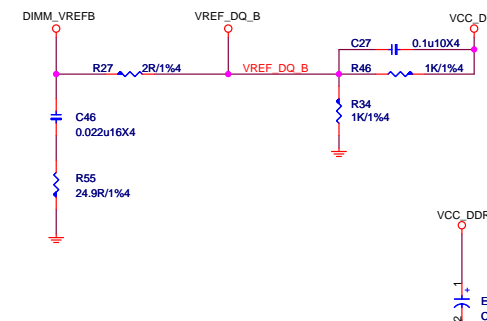 DIMM_VREFB
VREF_DQ_B
VCC_D
C27
0.1u10X4
R27
2R/1%4
VREF_DQ_B
R46
1K/1%4
R34
1K/1%4
C46
0.022u16X4
R55
24.9R/1%4
VCC_DDR
1
+
E
2
C